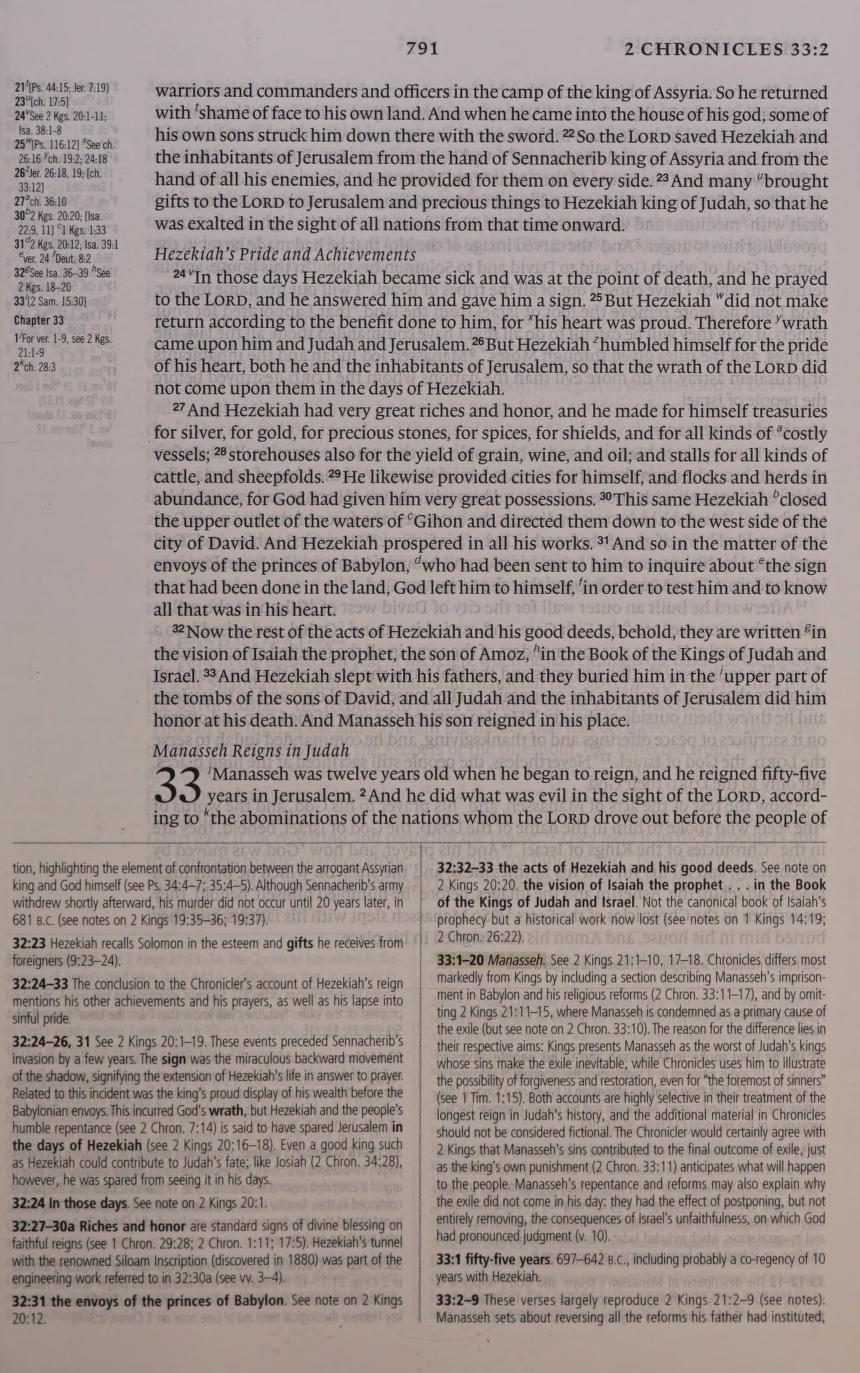 791
2 CHRONICLES 33:2
21 t[Ps. 44:15; Jer. 7:19]
23 u[ch. 17:5]
24 v See 2 Kgs. 20:1-11;
Isa. 38:1-8
25 w[Ps. 116:12] x See ch.
26:16 y ch. 19:2; 24:18
26 z Jer. 26:18, 19; [ch.
33:12]
27 a ch. 36:10
30 b 2 Kgs. 20:20; [Isa.
22:9, 11] c 1 Kgs. 1:33
31 d 2 Kgs. 20:12; Isa. 39:1
e ver. 24 f Deut. 8:2
32 g See Isa. 36–39 h See
2 Kgs. 18–20
33 i[2 Sam. 15:30]
Chapter 33
1 j For ver. 1-9, see 2 Kgs.
21:1-9
2 k ch. 28:3
warriors and commanders and officers in the camp of the king of Assyria. So he returned
with t shame of face to his own land. And when he came into the house of his god, some of
his own sons struck him down there with the sword. 22 So the LORD saved Hezekiah and
the inhabitants of Jerusalem from the hand of Sennacherib king of Assyria and from the
hand of all his enemies, and he provided for them on every side. 23 And many u brought
gifts to the LORD to Jerusalem and precious things to Hezekiah king of Judah, so that he
was exalted in the sight of all nations from that time onward.
Hezekiah's Pride and Achievements
24 v In those days Hezekiah became sick and was at the point of death, and he prayed
to the LORD, and he answered him and gave him a sign. 25 But Hezekiah w did not make
return according to the benefit done to him, for x his heart was proud. Therefore y wrath
came upon him and Judah and Jerusalem. 26 But Hezekiah z humbled himself for the pride
of his heart, both he and the inhabitants of Jerusalem, so that the wrath of the LORD did
not come upon them in the days of Hezekiah.
27 And Hezekiah had very great riches and honor, and he made for himself treasuries
for silver, for gold, for precious stones, for spices, for shields, and for all kinds of a costly
vessels; 28 storehouses also for the yield of grain, wine, and oil; and stalls for all kinds of
cattle, and sheepfolds. 29 He likewise provided cities for himself, and flocks and herds in
abundance, for God had given him very great possessions. 30 This same Hezekiah b closed
the upper outlet of the waters of c Gihon and directed them down to the west side of the
city of David. And Hezekiah prospered in all his works. 31 And so in the matter of the
envoys of the princes of Babylon, d who had been sent to him to inquire about e the sign
that had been done in the land, God left him to himself, f in order to test him and to know
all that was in his heart.
32 Now the rest of the acts of Hezekiah and his good deeds, behold, they are written g in
the vision of Isaiah the prophet, the son of Amoz, h in the Book of the Kings of Judah and
Israel. 33 And Hezekiah slept with his fathers, and they buried him in the i upper part of
the tombs of the sons of David, and all Judah and the inhabitants of Jerusalem did him
honor at his death. And Manasseh his son reigned in his place.
Manasseh Reigns in Judah
33 j Manasseh was twelve years old when he began to reign, and he reigned fifty-five
years in Jerusalem. 2 And he did what was evil in the sight of the LORD, accord-
ing to k the abominations of the nations whom the LORD drove out before the people of
tion, highlighting the element of confrontation between the arrogant Assyrian
king and God himself (see Ps. 34:4–7; 35:4–5). Although Sennacherib's army
withdrew shortly afterward, his murder did not occur until 20 years later, in
681 B.C. (see notes on 2 Kings 19:35–36; 19:37).
32:23 Hezekiah recalls Solomon in the esteem and gifts he receives from
foreigners (9:23–24).
32:24–33 The conclusion to the Chronicler's account of Hezekiah's reign
mentions his other achievements and his prayers, as well as his lapse into
sinful pride.
32:24–26, 31 See 2 Kings 20:1–19. These events preceded Sennacherib's
invasion by a few years. The sign was the miraculous backward movement
of the shadow, signifying the extension of Hezekiah's life in answer to prayer.
Related to this incident was the king's proud display of his wealth before the
Babylonian envoys. This incurred God's wrath, but Hezekiah and the people's
humble repentance (see 2 Chron. 7:14) is said to have spared Jerusalem in
the days of Hezekiah (see 2 Kings 20:16–18). Even a good king such
as Hezekiah could contribute to Judah's fate; like Josiah (2 Chron. 34:28),
however, he was spared from seeing it in his days.
32:24 In those days. See note on 2 Kings 20:1.
32:27–30a Riches and honor are standard signs of divine blessing on
faithful reigns (see 1 Chron. 29:28; 2 Chron. 1:11; 17:5). Hezekiah's tunnel
with the renowned Siloam Inscription (discovered in 1880) was part of the
engineering work referred to in 32:30a (see vv. 3–4).
32:31 the envoys of the princes of Babylon. See note on 2 Kings
20:12.
32:32–33 the acts of Hezekiah and his good deeds. See note on
2 Kings 20:20. the vision of Isaiah the prophet . . . in the Book
of the Kings of Judah and Israel. Not the canonical book of Isaiah's
prophecy but a historical work now lost (see notes on 1 Kings 14:19;
2 Chron. 26:22).
33:1–20 Manasseh. See 2 Kings 21:1–10, 17–18. Chronicles differs most
markedly from Kings by including a section describing Manasseh's imprison-
ment in Babylon and his religious reforms (2 Chron. 33:11–17), and by omit-
ting 2 Kings 21:11–15, where Manasseh is condemned as a primary cause of
the exile (but see note on 2 Chron. 33:10). The reason for the difference lies in
their respective aims: Kings presents Manasseh as the worst of Judah's kings
whose sins make the exile inevitable, while Chronicles uses him to illustrate
the possibility of forgiveness and restoration, even for "the foremost of sinners"
(see 1 Tim. 1:15). Both accounts are highly selective in their treatment of the
longest reign in Judah's history, and the additional material in Chronicles
should not be considered fictional. The Chronicler would certainly agree with
2 Kings that Manasseh's sins contributed to the final outcome of exile, just
as the king's own punishment (2 Chron. 33:11) anticipates what will happen
to the people. Manasseh's repentance and reforms may also explain why
the exile did not come in his day: they had the effect of postponing, but not
entirely removing, the consequences of Israel's unfaithfulness, on which God
had pronounced judgment (v. 10).
33:1 fifty-five years. 697–642 B.C., including probably a co-regency of 10
years with Hezekiah.
33:2–9 These verses largely reproduce 2 Kings 21:2–9 (see notes).
Manasseh sets about reversing all the reforms his father had instituted,